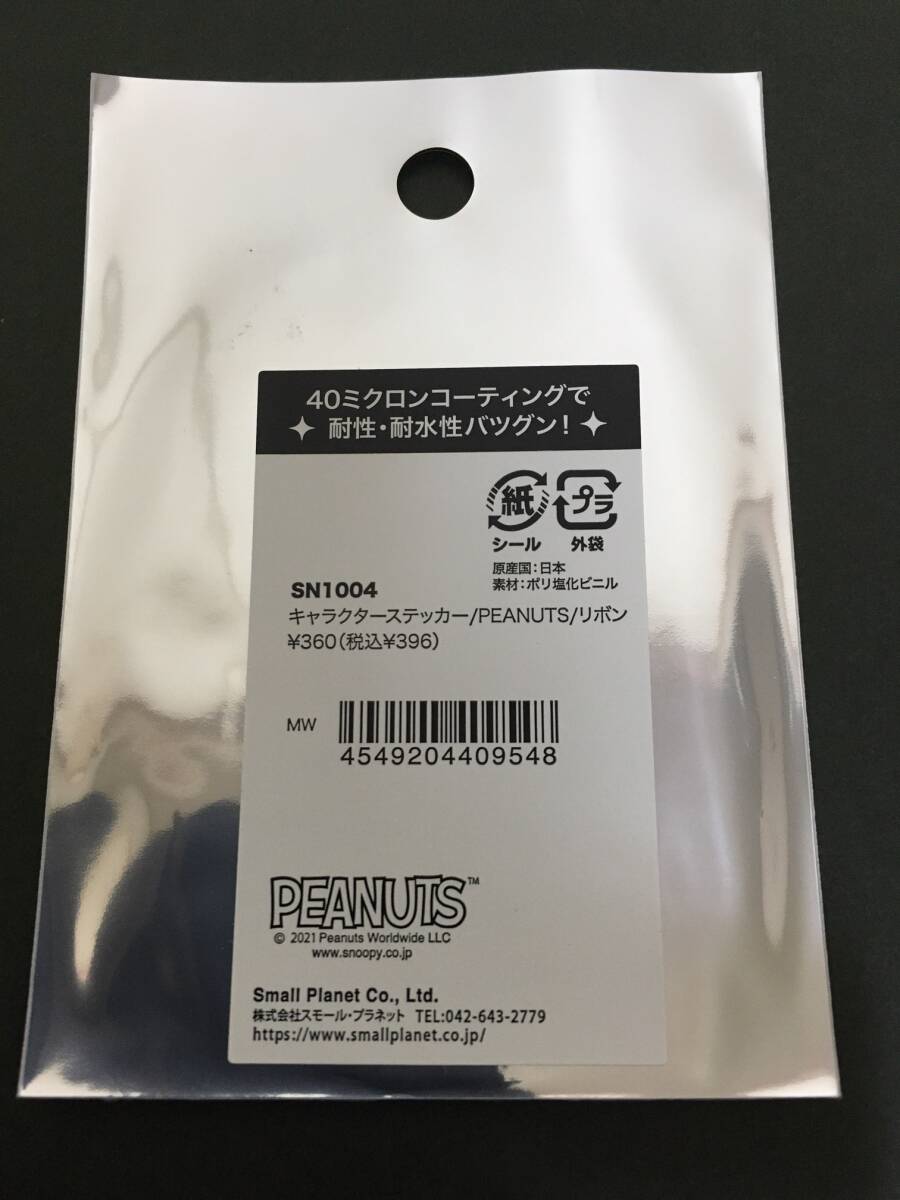 40ミクロンコーティングで
耐性・耐水性バツグン！
紙 プラ
シール 外袋
原産国：日本
素材：ポリ塩化ビニル
SN1004
キャラクターステッカー/PEANUTS/リボン
¥360（税込¥396）
MW
4549204409548
PEANUTS™
© 2021 Peanuts Worldwide LLC
www.snoopy.co.jp
Small Planet Co., Ltd.
株式会社スモール・プラネット TEL:042-643-2779
https://www.smallplanet.co.jp/